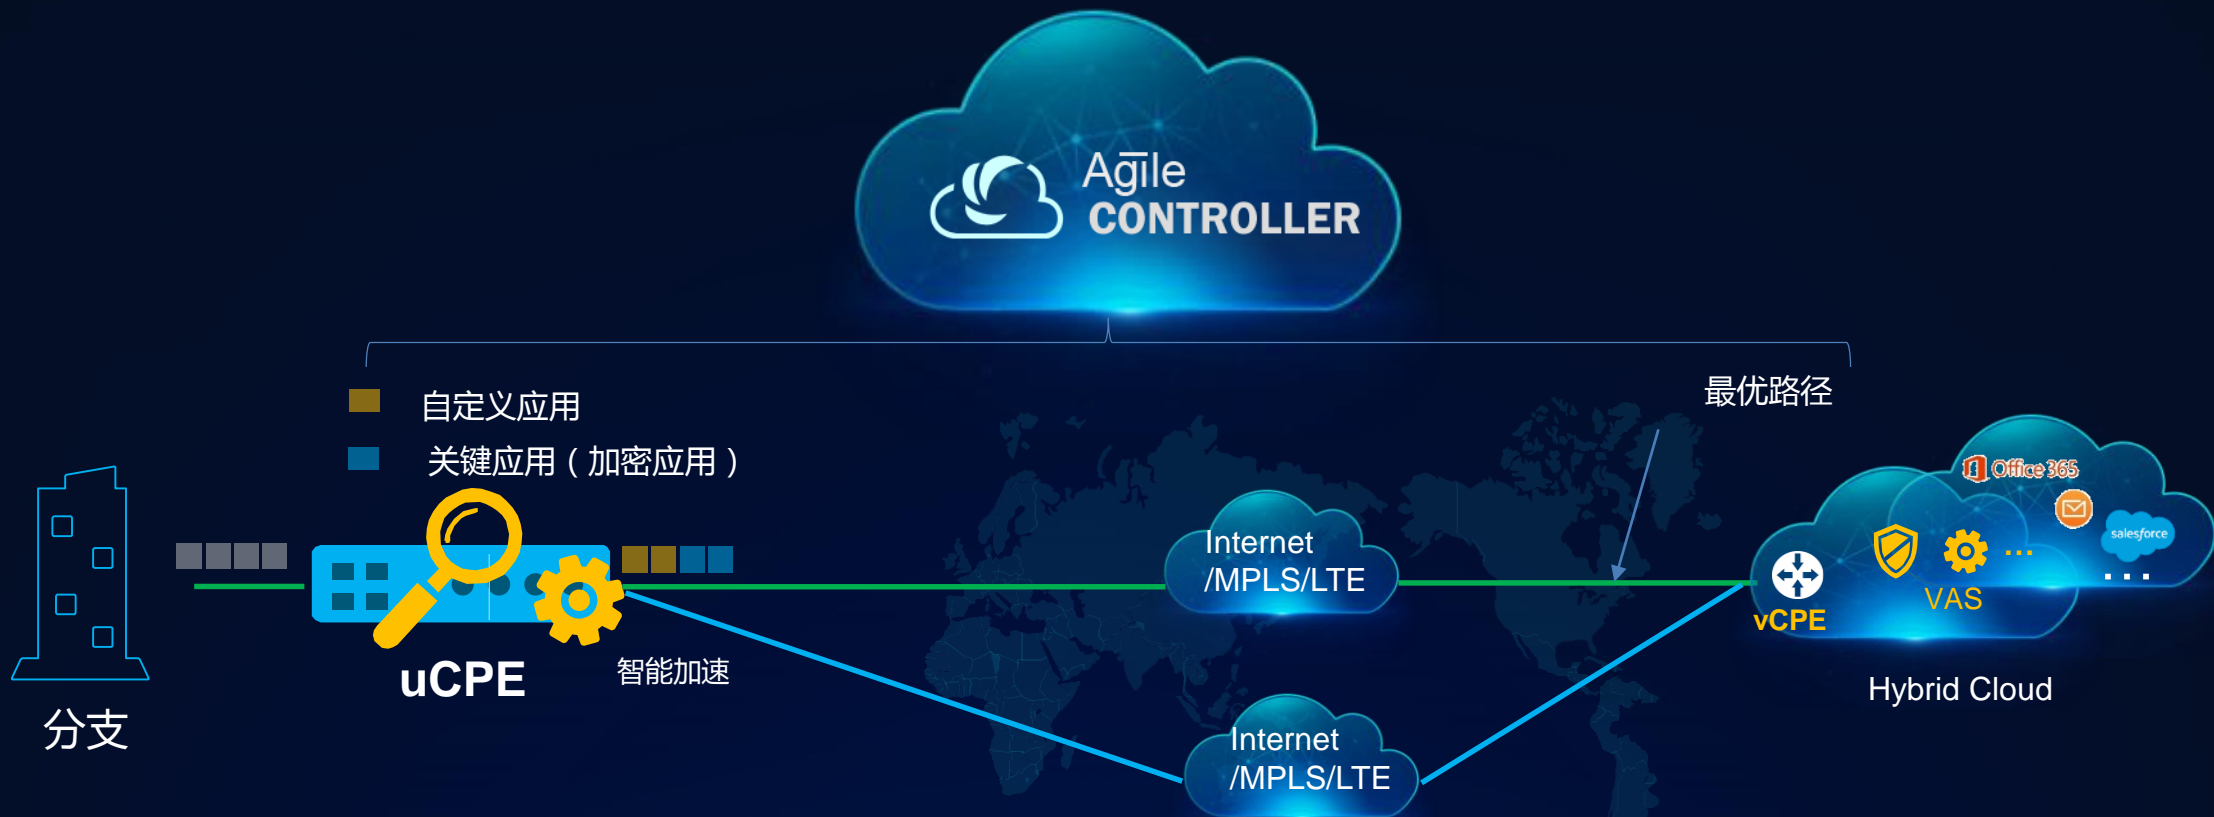 Agile
CONTROLLER
自定义应用
关键应用（加密应用）
最优路径
Office 365
salesforce
...
...
VAS
vCPE
Internet
/MPLS/LTE
uCPE
智能加速
Hybrid Cloud
分支
Internet
/MPLS/LTE